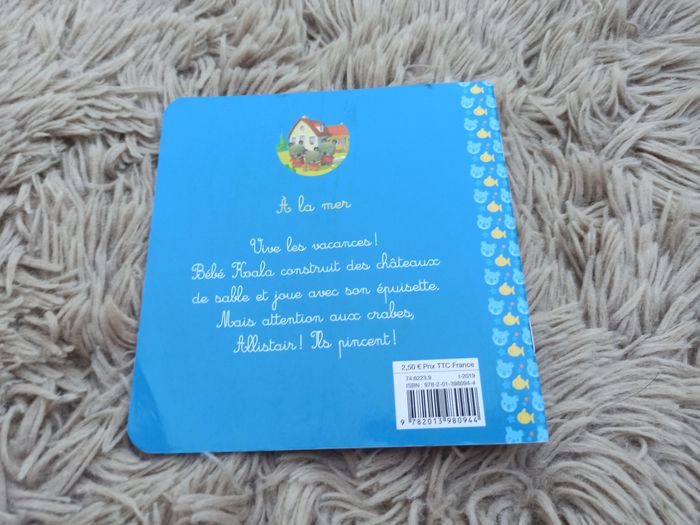 À la mer
Vive les vacances !
Bébé Koala construit des châteaux
de sable et joue avec son épuisette.
Mais attention aux crabes,
Allistair ! Ils pincent !
2,50 € Prix TTC France
74.6223.9 I-2019
ISBN : 978-2-01-398094-4
9 782013 980944